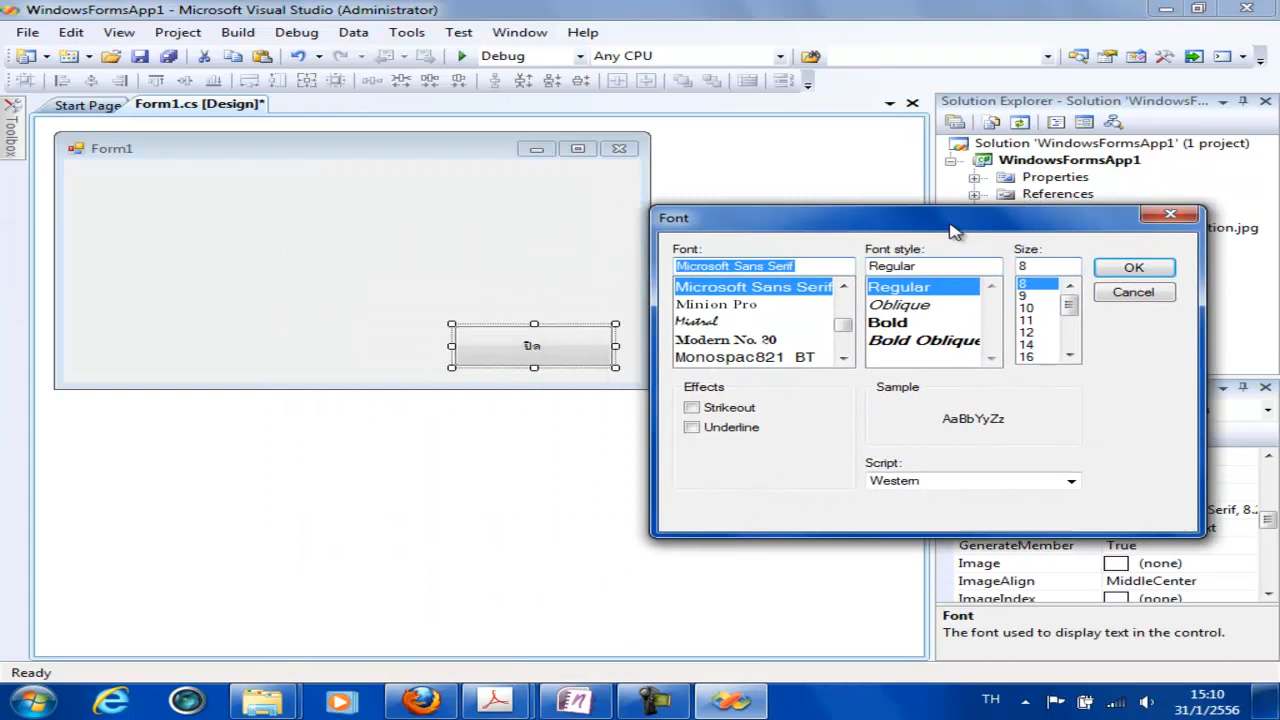 WindowsFormsApp1 - Microsoft Visual Studio (Administrator)
File Edit View Project Build Debug Data Tools Test Window Help
Debug Any CPU
Start Page Form1.cs [Design]*
Toolbox
Form1
ปิด
Solution Explorer - Solution 'WindowsF...
Solution 'WindowsFormsApp1' (1 project)
WindowsFormsApp1
Properties
References
tion.jpg
Font
Font: Font style: Size:
Microsoft Sans Serif Regular 8
Microsoft Sans Serif Regular 8
Minion Pro Oblique 9
Mistral Bold 10
Modern No. 20 Bold Oblique 11
Monospac821 BT 12
14
16
OK
Cancel
Effects
Strikeout
Underline
Sample
AaBbYyZz
Script:
Western
Serif, 8.2
xt
GenerateMember True
Image (none)
ImageAlign MiddleCenter
ImageIndex (none)
Font
The font used to display text in the control.
Ready
TH
15:10
31/1/2556